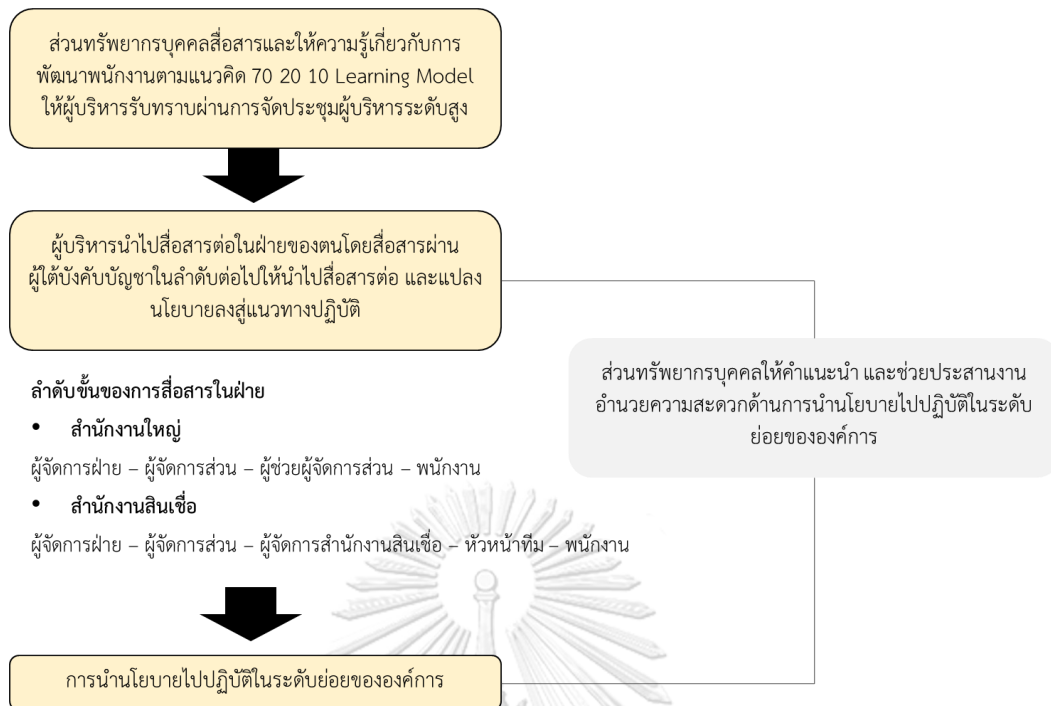 ส่วนทรัพยากรบุคคลสื่อสารและให้ความรู้เกี่ยวกับการ
พัฒนาพนักงานตามแนวคิด 70 20 10 Learning Model
ให้ผู้บริหารรับทราบผ่านการจัดประชุมผู้บริหารระดับสูง
ผู้บริหารนำไปสื่อสารต่อในฝ่ายของตนโดยสื่อสารผ่าน
ผู้ใต้บังคับบัญชาในลำดับต่อไปให้นำไปสื่อสารต่อ และแปลง
นโยบายลงสู่แนวทางปฏิบัติ
ส่วนทรัพยากรบุคคลให้คำแนะนำ และช่วยประสานงาน
อำนวยความสะดวกด้านการนำนโยบายไปปฏิบัติในระดับ
ย่อยขององค์การ
ลำดับขั้นของการสื่อสารในฝ่าย
• สำนักงานใหญ่
ผู้จัดการฝ่าย – ผู้จัดการส่วน – ผู้ช่วยผู้จัดการส่วน – พนักงาน
• สำนักงานสินเชื่อ
ผู้จัดการฝ่าย – ผู้จัดการส่วน – ผู้จัดการสำนักงานสินเชื่อ – หัวหน้าทีม – พนักงาน
การนำนโยบายไปปฏิบัติในระดับย่อยขององค์การ